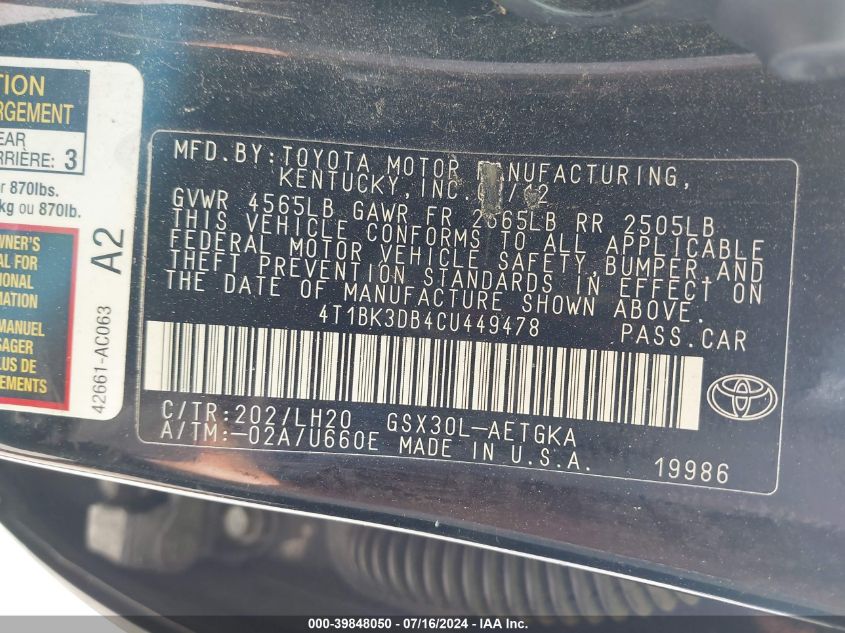 TION
ARGEMENT
EAR
ARRIÈRE: 3
r 870lbs.
kg ou 870lb.
WNER'S
AL FOR
IONAL
MATION
MANUEL
SAGER
PLUS DE
EMENTS
42661-AC063 A2
MFD.BY:TOYOTA MOTOR MANUFACTURING,
KENTUCKY,INC.
GVWR 4565LB GAWR FR 2665LB RR 2505LB
THIS VEHICLE CONFORMS TO ALL APPLICABLE
FEDERAL MOTOR VEHICLE SAFETY,BUMPER,AND
THEFT PREVENTION STANDARDS IN EFFECT ON
THE DATE OF MANUFACTURE SHOWN ABOVE.
4T1BK3DB4CU449478 PASS.CAR
C/TR:202/LH20 GSX30L-AETGKA
A/TM:-02A/U660E MADE IN U.S.A. 19986
000-39848050 - 07/16/2024 - IAA Inc.